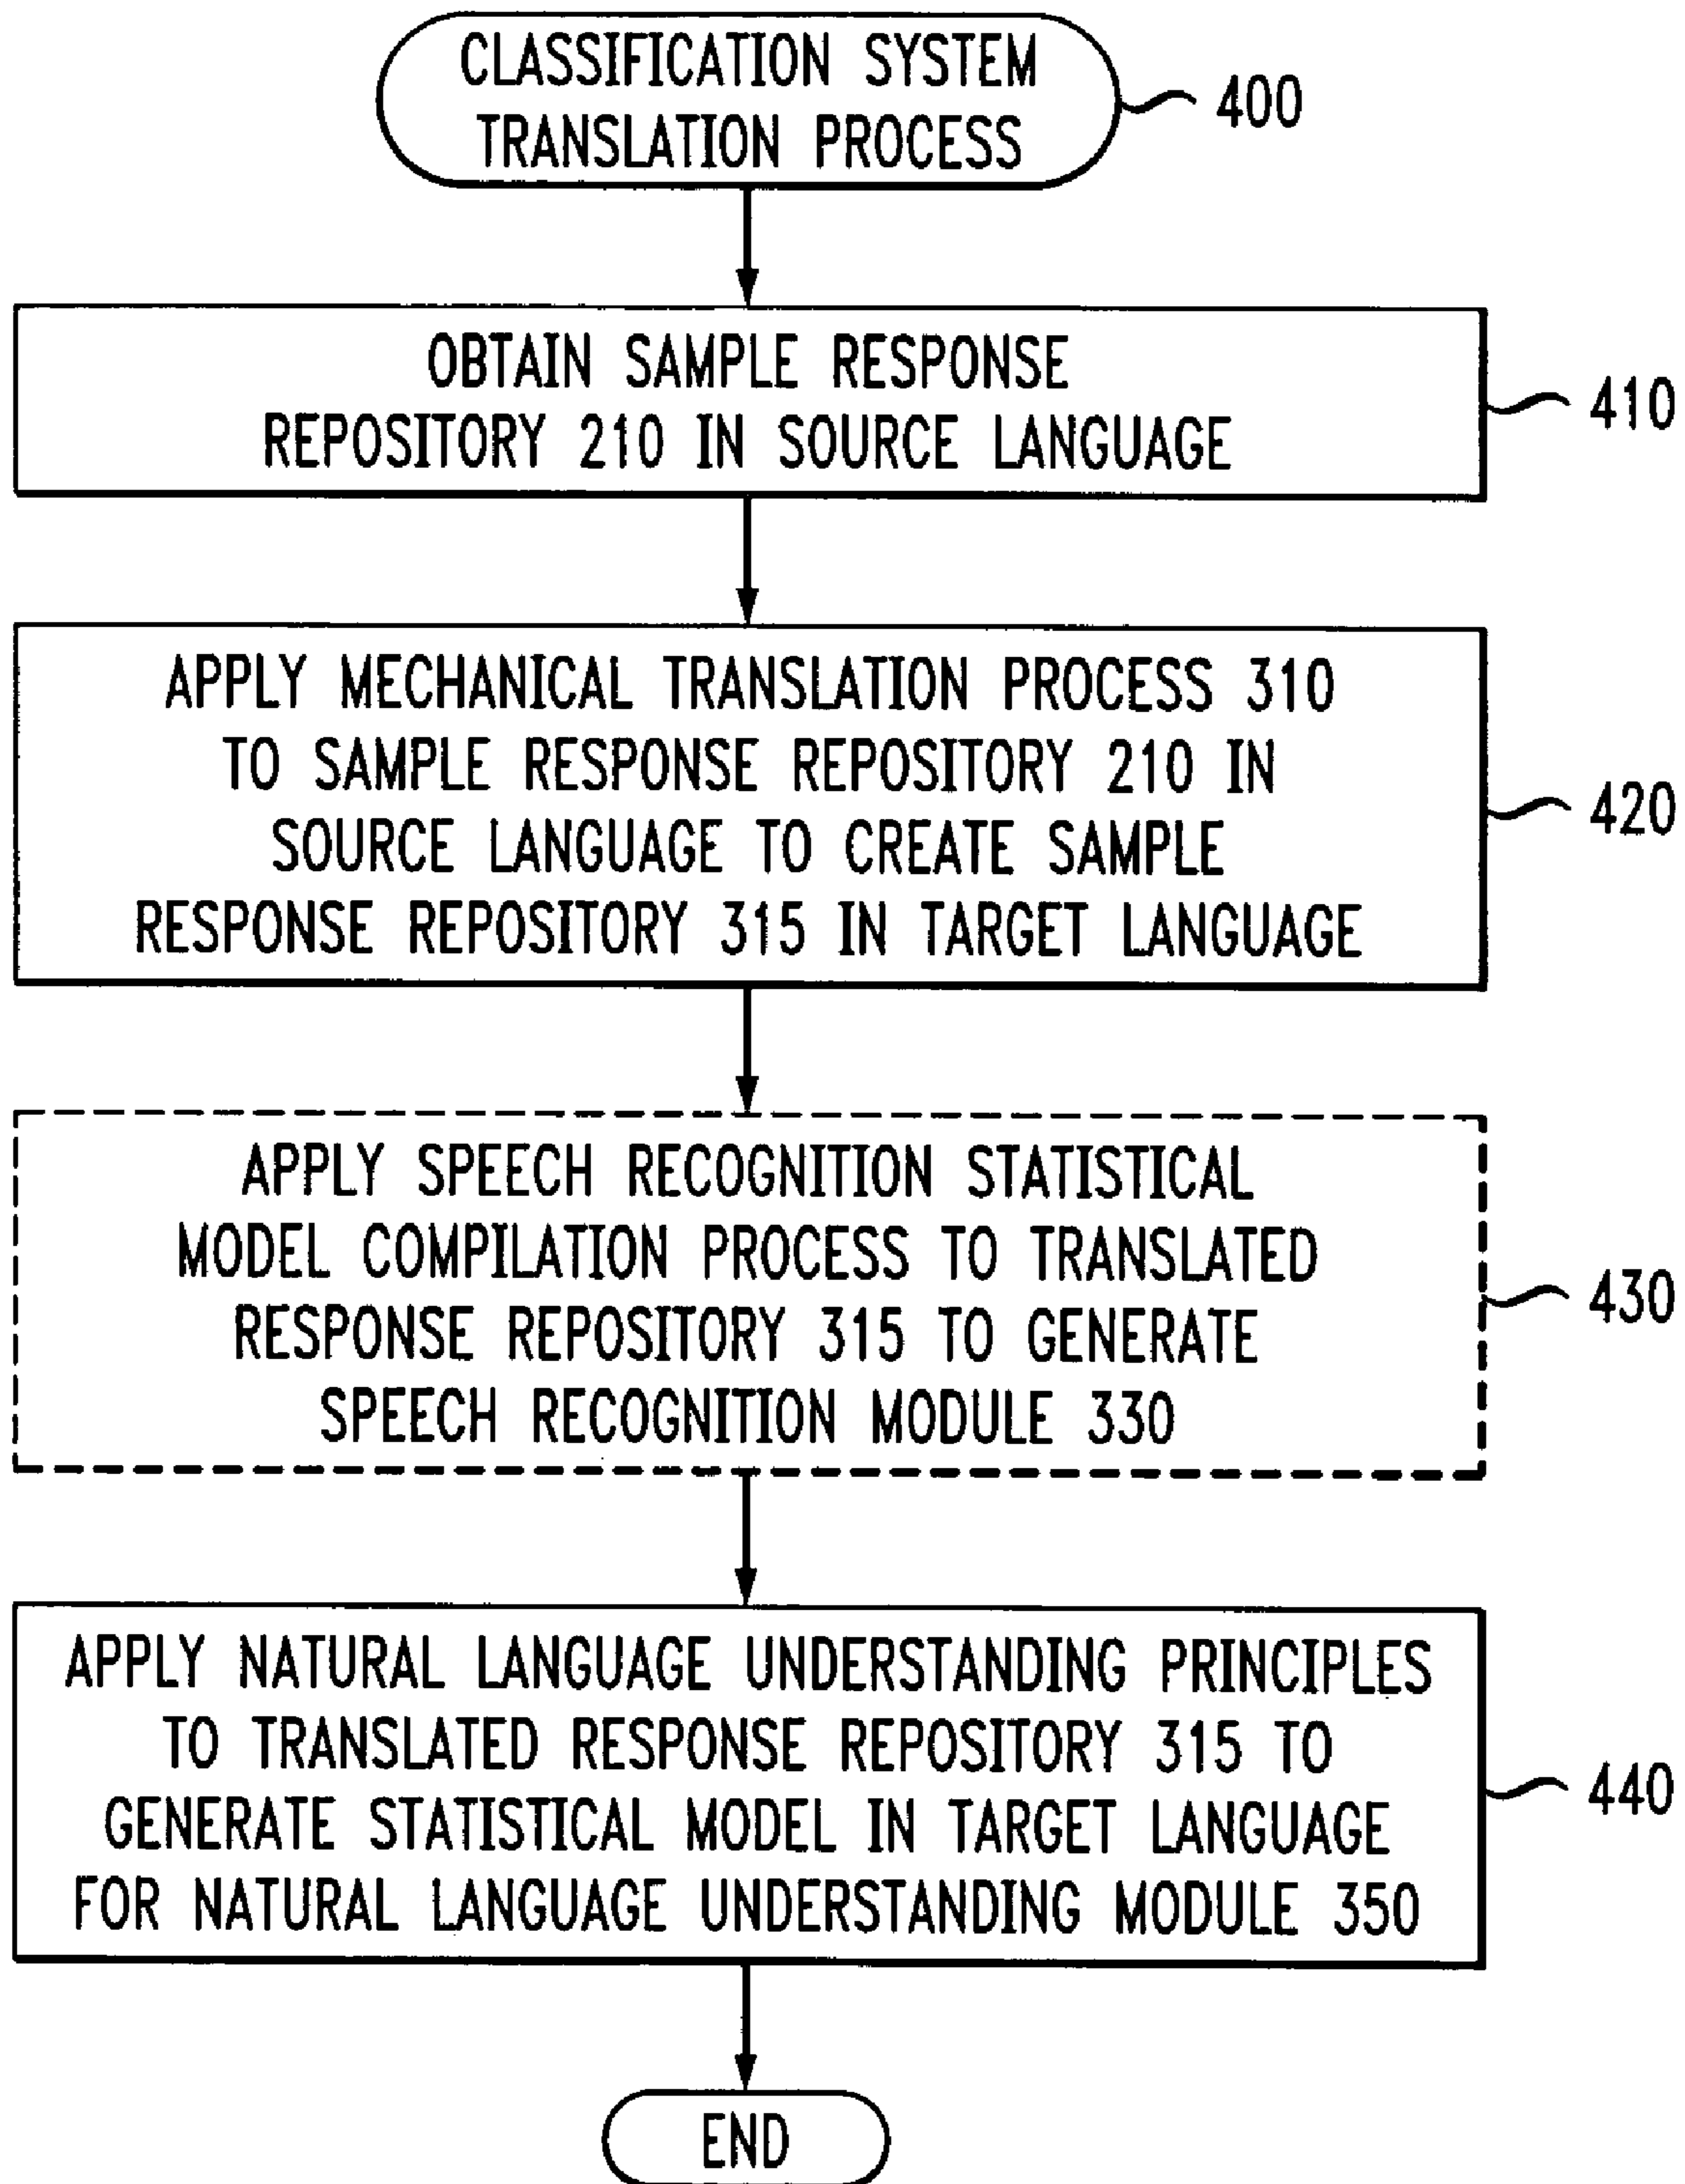 CLASSIFICATION SYSTEM
TRANSLATION PROCESS
400
OBTAIN SAMPLE RESPONSE
REPOSITORY 210 IN SOURCE LANGUAGE
410
APPLY MECHANICAL TRANSLATION PROCESS 310
TO SAMPLE RESPONSE REPOSITORY 210 IN
SOURCE LANGUAGE TO CREATE SAMPLE
RESPONSE REPOSITORY 315 IN TARGET LANGUAGE
420
APPLY SPEECH RECOGNITION STATISTICAL
MODEL COMPILATION PROCESS TO TRANSLATED
RESPONSE REPOSITORY 315 TO GENERATE
SPEECH RECOGNITION MODULE 330
430
APPLY NATURAL LANGUAGE UNDERSTANDING PRINCIPLES
TO TRANSLATED RESPONSE REPOSITORY 315 TO
GENERATE STATISTICAL MODEL IN TARGET LANGUAGE
FOR NATURAL LANGUAGE UNDERSTANDING MODULE 350
440
END